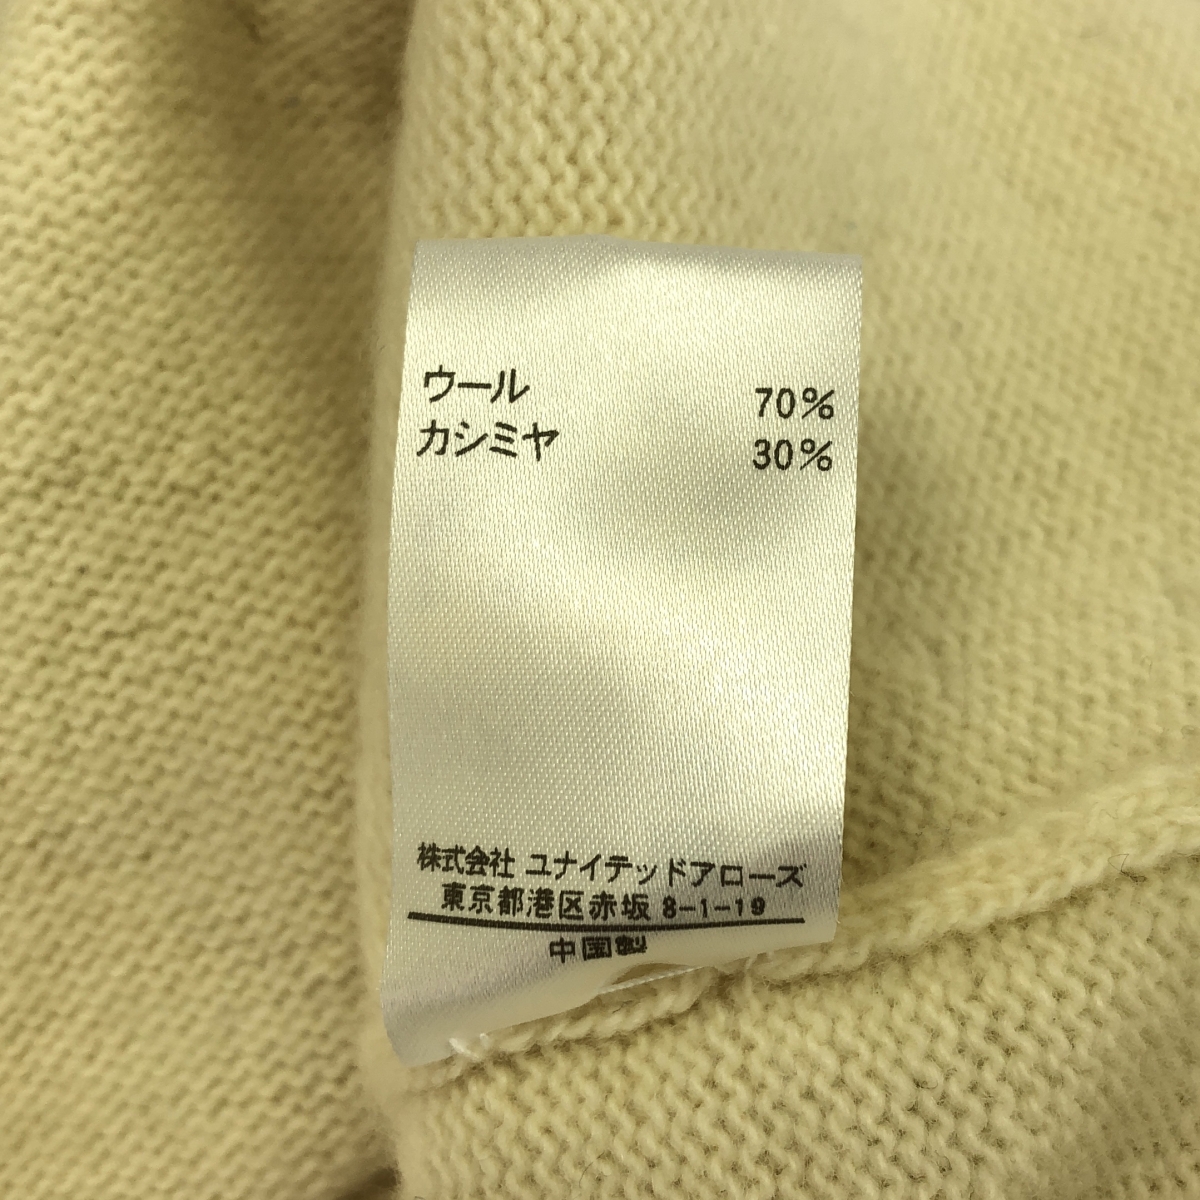 ウール 70%
カシミヤ 30%
株式会社 ユナイテッドアローズ
東京都港区赤坂 8-1-19
中国製